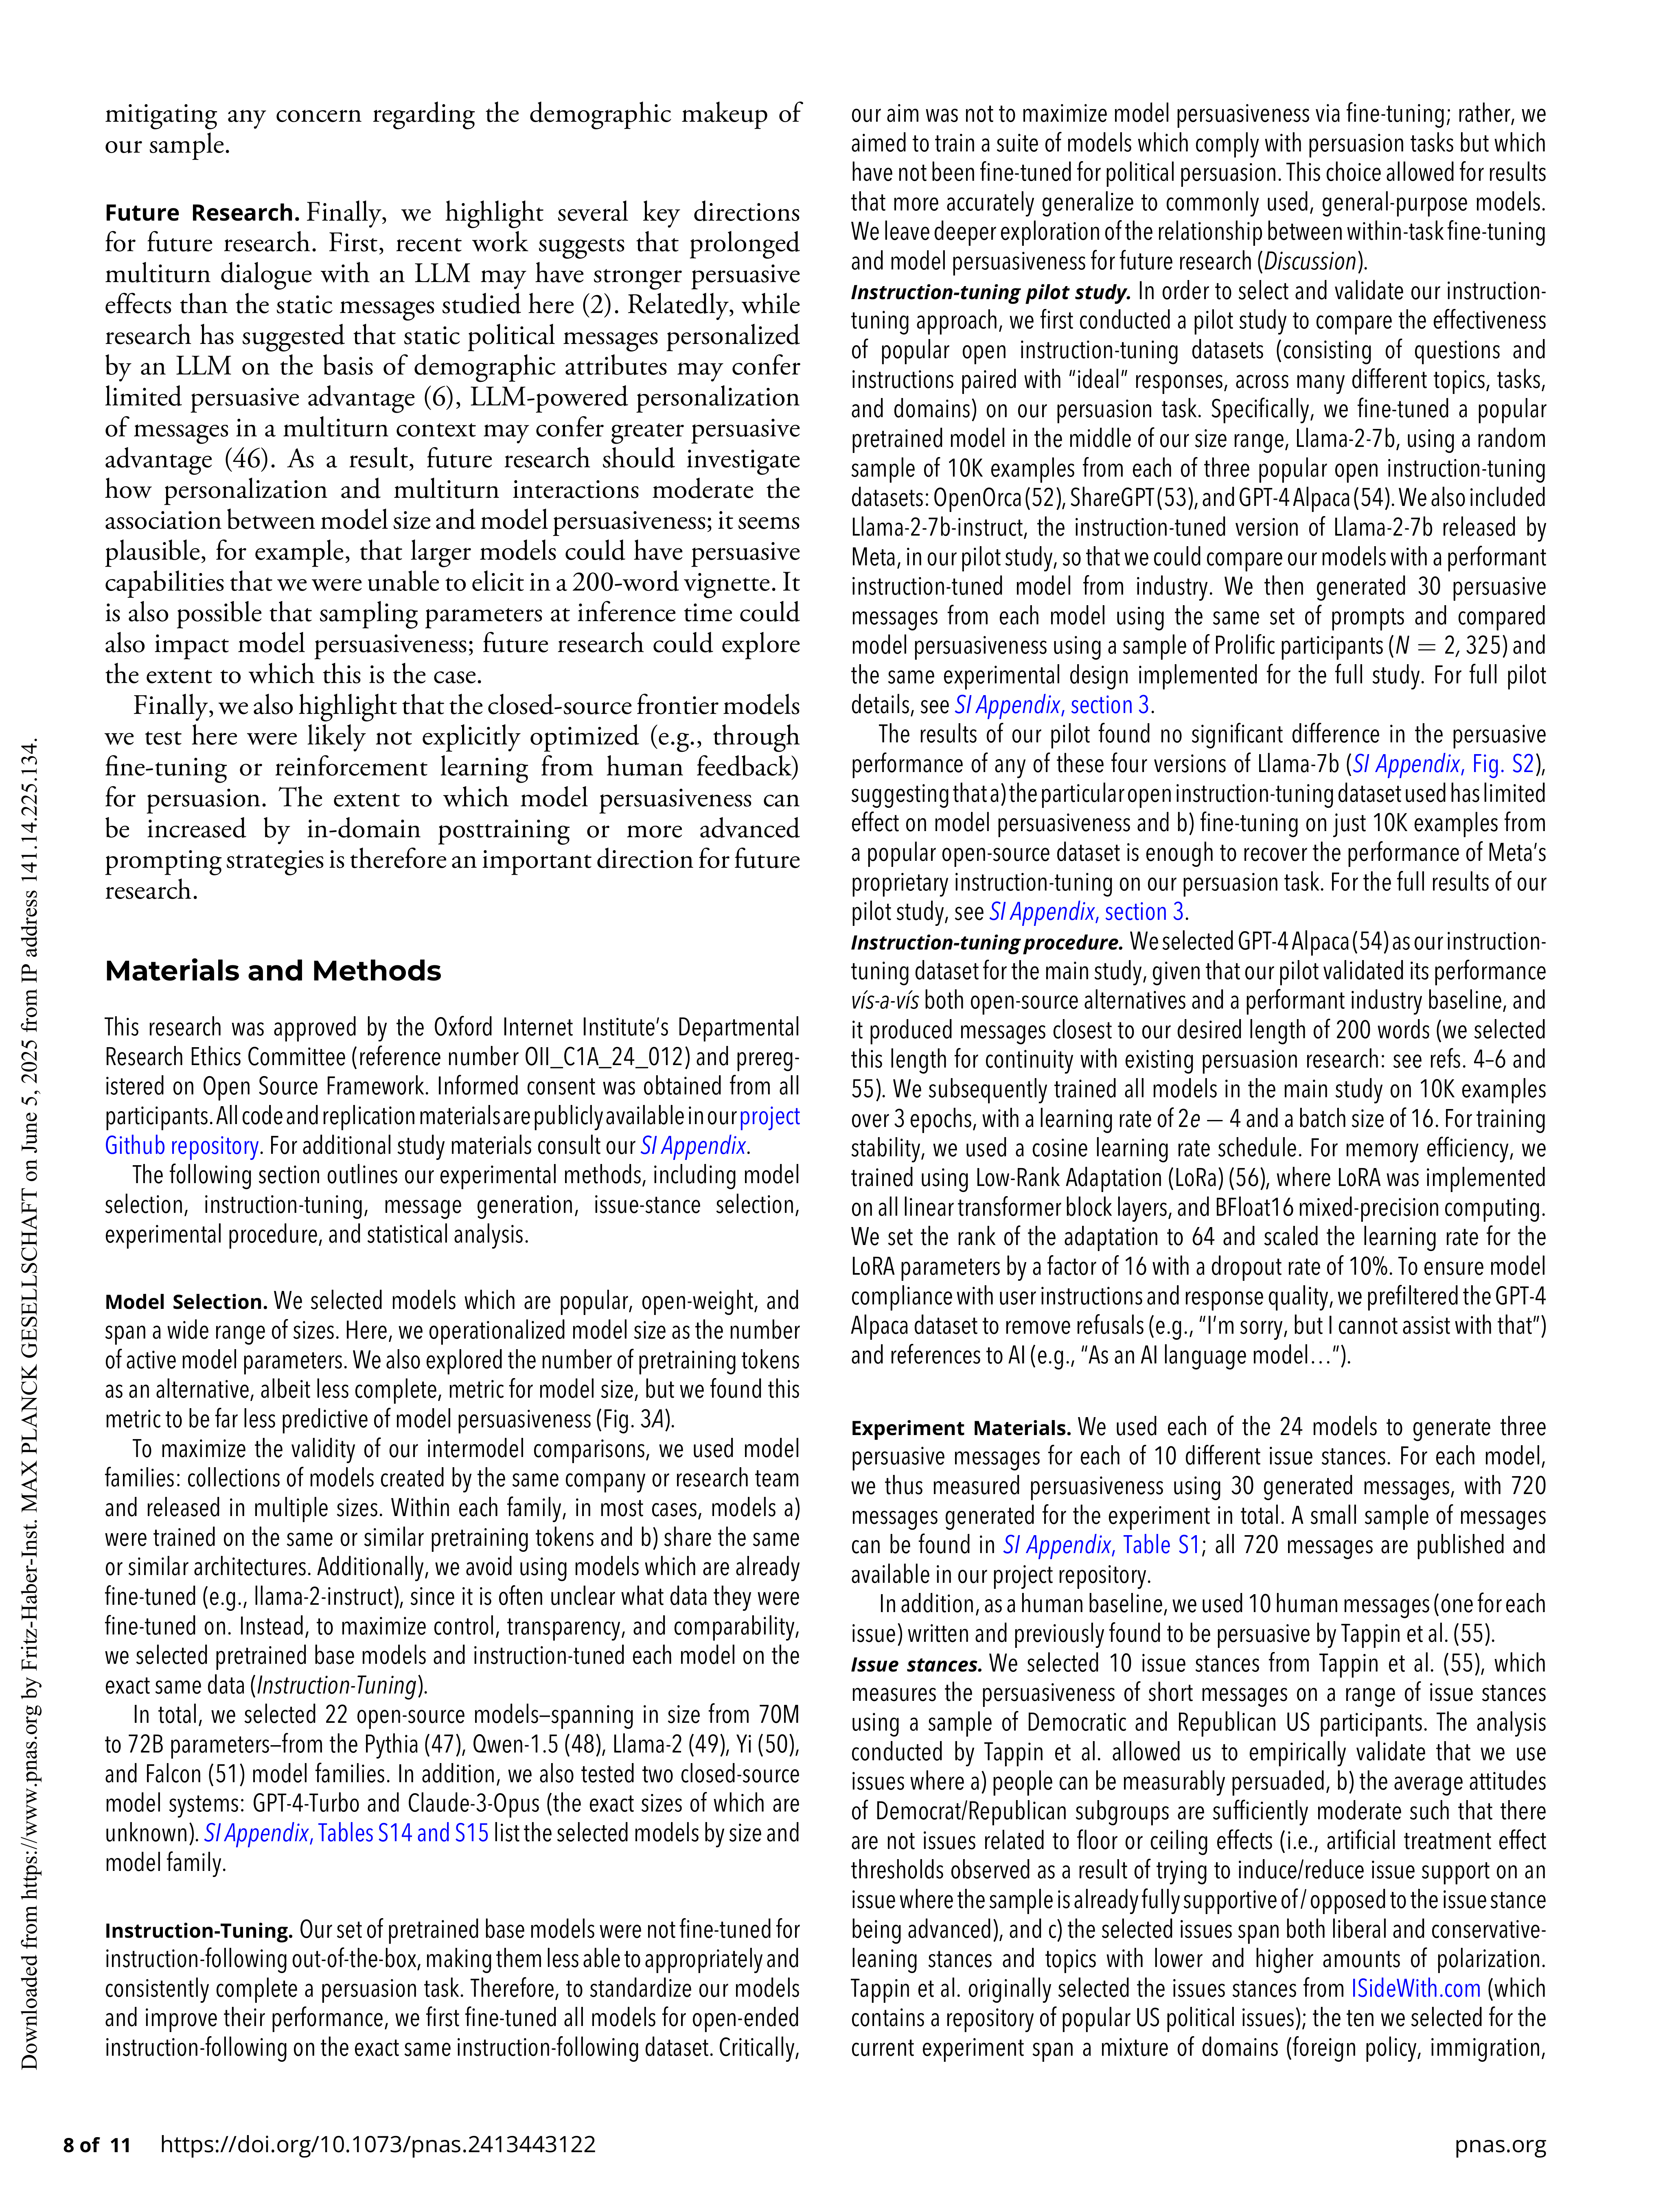 mitigating any concern regarding the demographic makeup of
our sample.
Future Research. Finally, we highlight several key directions
for future research. First, recent work suggests that prolonged
multiturn dialogue with an LLM may have stronger persuasive
effects than the static messages studied here (2). Relatedly, while
research has suggested that static political messages personalized
by an LLM on the basis of demographic attributes may confer
limited persuasive advantage (6), LLM-powered personalization
of messages in a multiturn context may confer greater persuasive
advantage (46). As a result, future research should investigate
how personalization and multiturn interactions moderate the
association between model size and model persuasiveness; it seems
plausible, for example, that larger models could have persuasive
capabilities that we were unable to elicit in a 200-word vignette. It
is also possible that sampling parameters at inference time could
also impact model persuasiveness; future research could explore
the extent to which this is the case.
Finally, we also highlight that the closed-source frontier models
we test here were likely not explicitly optimized (e.g., through
fine-tuning or reinforcement learning from human feedback)
for persuasion. The extent to which model persuasiveness can
be increased by in-domain posttraining or more advanced
prompting strategies is therefore an important direction for future
research.
Materials and Methods
This research was approved by the Oxford Internet Institute's Departmental
Research Ethics Committee (reference number OII_C1A_24_012) and prereg-
istered on Open Source Framework. Informed consent was obtained from all
participants. All code and replication materials are publicly available in our project
Github repository. For additional study materials consult our SI Appendix.
The following section outlines our experimental methods, including model
selection, instruction-tuning, message generation, issue-stance selection,
experimental procedure, and statistical analysis.
Model Selection. We selected models which are popular, open-weight, and
span a wide range of sizes. Here, we operationalized model size as the number
of active model parameters. We also explored the number of pretraining tokens
as an alternative, albeit less complete, metric for model size, but we found this
metric to be far less predictive of model persuasiveness (Fig. 3A).
To maximize the validity of our intermodel comparisons, we used model
families: collections of models created by the same company or research team
and released in multiple sizes. Within each family, in most cases, models a)
were trained on the same or similar pretraining tokens and b) share the same
or similar architectures. Additionally, we avoid using models which are already
fine-tuned (e.g., llama-2-instruct), since it is often unclear what data they were
fine-tuned on. Instead, to maximize control, transparency, and comparability,
we selected pretrained base models and instruction-tuned each model on the
exact same data (Instruction-Tuning).
In total, we selected 22 open-source models–spanning in size from 70M
to 72B parameters–from the Pythia (47), Qwen-1.5 (48), Llama-2 (49), Yi (50),
and Falcon (51) model families. In addition, we also tested two closed-source
model systems: GPT-4-Turbo and Claude-3-Opus (the exact sizes of which are
unknown). SI Appendix, Tables S14 and S15 list the selected models by size and
model family.
Instruction-Tuning. Our set of pretrained base models were not fine-tuned for
instruction-following out-of-the-box, making them less able to appropriately and
consistently complete a persuasion task. Therefore, to standardize our models
and improve their performance, we first fine-tuned all models for open-ended
instruction-following on the exact same instruction-following dataset. Critically,
our aim was not to maximize model persuasiveness via fine-tuning; rather, we
aimed to train a suite of models which comply with persuasion tasks but which
have not been fine-tuned for political persuasion. This choice allowed for results
that more accurately generalize to commonly used, general-purpose models.
We leave deeper exploration of the relationship between within-task fine-tuning
and model persuasiveness for future research (Discussion).
Instruction-tuning pilot study. In order to select and validate our instruction-
tuning approach, we first conducted a pilot study to compare the effectiveness
of popular open instruction-tuning datasets (consisting of questions and
instructions paired with "ideal" responses, across many different topics, tasks,
and domains) on our persuasion task. Specifically, we fine-tuned a popular
pretrained model in the middle of our size range, Llama-2-7b, using a random
sample of 10K examples from each of three popular open instruction-tuning
datasets: OpenOrca (52), ShareGPT (53), and GPT-4 Alpaca (54). We also included
Llama-2-7b-instruct, the instruction-tuned version of Llama-2-7b released by
Meta, in our pilot study, so that we could compare our models with a performant
instruction-tuned model from industry. We then generated 30 persuasive
messages from each model using the same set of prompts and compared
model persuasiveness using a sample of Prolific participants (N = 2, 325) and
the same experimental design implemented for the full study. For full pilot
details, see SI Appendix, section 3.
The results of our pilot found no significant difference in the persuasive
performance of any of these four versions of Llama-7b (SI Appendix, Fig. S2),
suggesting that a) the particular open instruction-tuning dataset used has limited
effect on model persuasiveness and b) fine-tuning on just 10K examples from
a popular open-source dataset is enough to recover the performance of Meta's
proprietary instruction-tuning on our persuasion task. For the full results of our
pilot study, see SI Appendix, section 3.
Instruction-tuning procedure. We selected GPT-4 Alpaca (54) as our instruction-
tuning dataset for the main study, given that our pilot validated its performance
vís-a-vís both open-source alternatives and a performant industry baseline, and
it produced messages closest to our desired length of 200 words (we selected
this length for continuity with existing persuasion research: see refs. 4–6 and
55). We subsequently trained all models in the main study on 10K examples
over 3 epochs, with a learning rate of 2e − 4 and a batch size of 16. For training
stability, we used a cosine learning rate schedule. For memory efficiency, we
trained using Low-Rank Adaptation (LoRa) (56), where LoRA was implemented
on all linear transformer block layers, and BFloat16 mixed-precision computing.
We set the rank of the adaptation to 64 and scaled the learning rate for the
LoRA parameters by a factor of 16 with a dropout rate of 10%. To ensure model
compliance with user instructions and response quality, we prefiltered the GPT-4
Alpaca dataset to remove refusals (e.g., "I'm sorry, but I cannot assist with that")
and references to AI (e.g., "As an AI language model…").
Experiment Materials. We used each of the 24 models to generate three
persuasive messages for each of 10 different issue stances. For each model,
we thus measured persuasiveness using 30 generated messages, with 720
messages generated for the experiment in total. A small sample of messages
can be found in SI Appendix, Table S1; all 720 messages are published and
available in our project repository.
In addition, as a human baseline, we used 10 human messages (one for each
issue) written and previously found to be persuasive by Tappin et al. (55).
Issue stances. We selected 10 issue stances from Tappin et al. (55), which
measures the persuasiveness of short messages on a range of issue stances
using a sample of Democratic and Republican US participants. The analysis
conducted by Tappin et al. allowed us to empirically validate that we use
issues where a) people can be measurably persuaded, b) the average attitudes
of Democrat/Republican subgroups are sufficiently moderate such that there
are not issues related to floor or ceiling effects (i.e., artificial treatment effect
thresholds observed as a result of trying to induce/reduce issue support on an
issue where the sample is already fully supportive of / opposed to the issue stance
being advanced), and c) the selected issues span both liberal and conservative-
leaning stances and topics with lower and higher amounts of polarization.
Tappin et al. originally selected the issues stances from ISideWith.com (which
contains a repository of popular US political issues); the ten we selected for the
current experiment span a mixture of domains (foreign policy, immigration,
Downloaded from https://www.pnas.org by Fritz-Haber-Inst. MAX PLANCK GESELLSCHAFT on June 5, 2025 from IP address 141.14.225.134.
8 of 11 https://doi.org/10.1073/pnas.2413443122
pnas.org